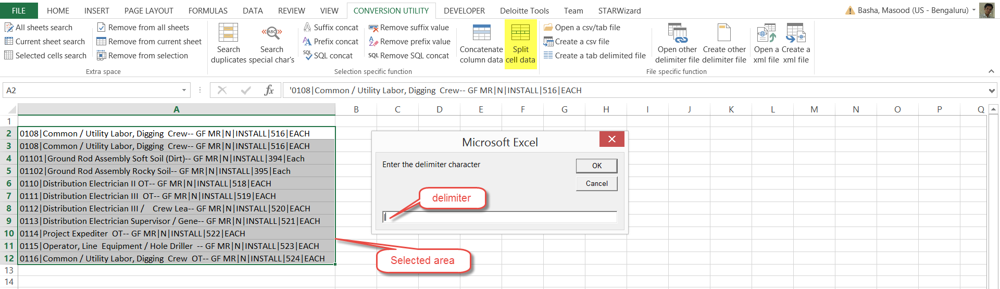 FILE HOME INSERT PAGE LAYOUT FORMULAS DATA REVIEW VIEW CONVERSION UTILITY DEVELOPER Deloitte Tools Team STARWizard Basha, Masood (US - Bengaluru)
All sheets search
Current sheet search
Selected cells search
Remove from all sheets
Remove from current sheet
Remove from selection
Extra space
Search
duplicates
ABC
Search
special char's
Suffix concat
Prefix concat
SQL
SQL concat
Remove suffix value
Remove prefix value
SQL Remove SQL concat
Concatenate
column data
Split
cell data
Selection specific function
Open a csv/tab file
Create a csv file
Create a tab delimited file
Open other
delimiter file
Create other
delimiter file
Open a
xml file
Create a
xml file
File specific function
A2
fx
'0108|Common / Utility Labor, Digging  Crew-- GF MR|N|INSTALL|516|EACH
A B C D E F G H I J K L M N O P Q
1
2 0108|Common / Utility Labor, Digging  Crew-- GF MR|N|INSTALL|516|EACH
3 0108|Common / Utility Labor, Digging  Crew-- GF MR|N|INSTALL|516|EACH
4 01101|Ground Rod Assembly Soft Soil (Dirt)-- GF MR|N|INSTALL|394|Each
5 01102|Ground Rod Assembly Rocky Soil-- GF MR|N|INSTALL|395|Each
6 0110|Distribution Electrician II OT-- GF MR|N|INSTALL|518|EACH
7 0111|Distribution Electrician III  OT-- GF MR|N|INSTALL|519|EACH
8 0112|Distribution Electrician III /    Crew Lea-- GF MR|N|INSTALL|520|EACH
9 0113|Distribution Electrician Supervisor / Gene-- GF MR|N|INSTALL|521|EACH
10 0114|Project Expediter  OT-- GF MR|N|INSTALL|522|EACH
11 0115|Operator, Line  Equipment / Hole Driller  -- GF MR|N|INSTALL|523|EACH
12 0116|Common / Utility Labor, Digging  Crew  OT-- GF MR|N|INSTALL|524|EACH
13
14
Microsoft Excel
Enter the delimiter character
OK
Cancel
delimiter
|
Selected area